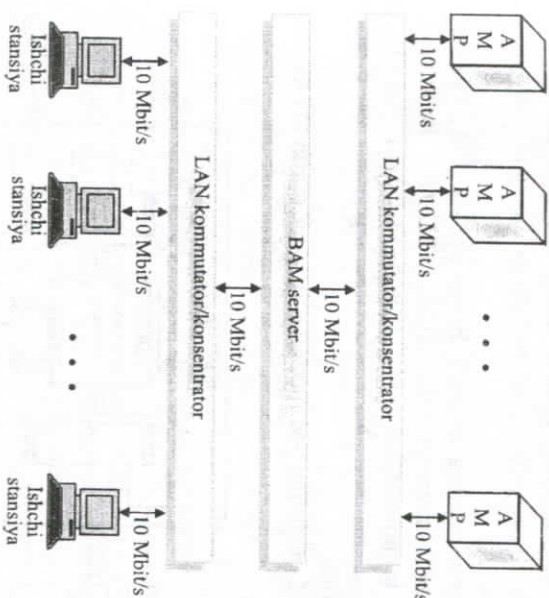 A
M
P
A
M
P
A
M
P
10 Mbit/s
10 Mbit/s
10 Mbit/s
LAN kommutator/konsentrator
10 Mbit/s
BAM server
10 Mbit/s
LAN kommutator/konsentrator
10 Mbit/s
10 Mbit/s
10 Mbit/s
Ishchi
stansiya
Ishchi
stansiya
Ishchi
stansiya